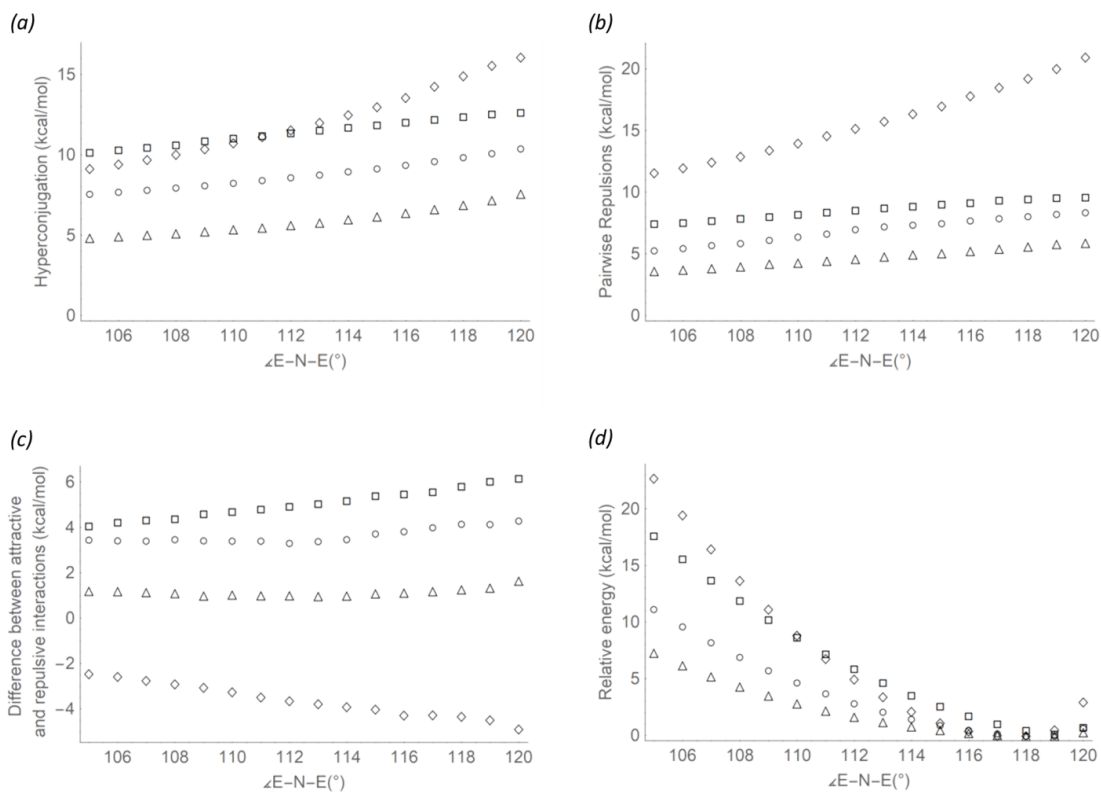 (a)
Hyperconjugation (kcal/mol)
15
10
5
0
106 108 110 112 114 116 118 120
∡E−N−E(°)
(b)
Pairwise Repulsions (kcal/mol)
20
15
10
5
0
106 108 110 112 114 116 118 120
∡E−N−E(°)
(c)
Difference between attractive
and repulsive interactions (kcal/mol)
6
4
2
0
−2
−4
106 108 110 112 114 116 118 120
∡E−N−E(°)
(d)
Relative energy (kcal/mol)
20
15
10
5
0
106 108 110 112 114 116 118 120
∡E−N−E(°)